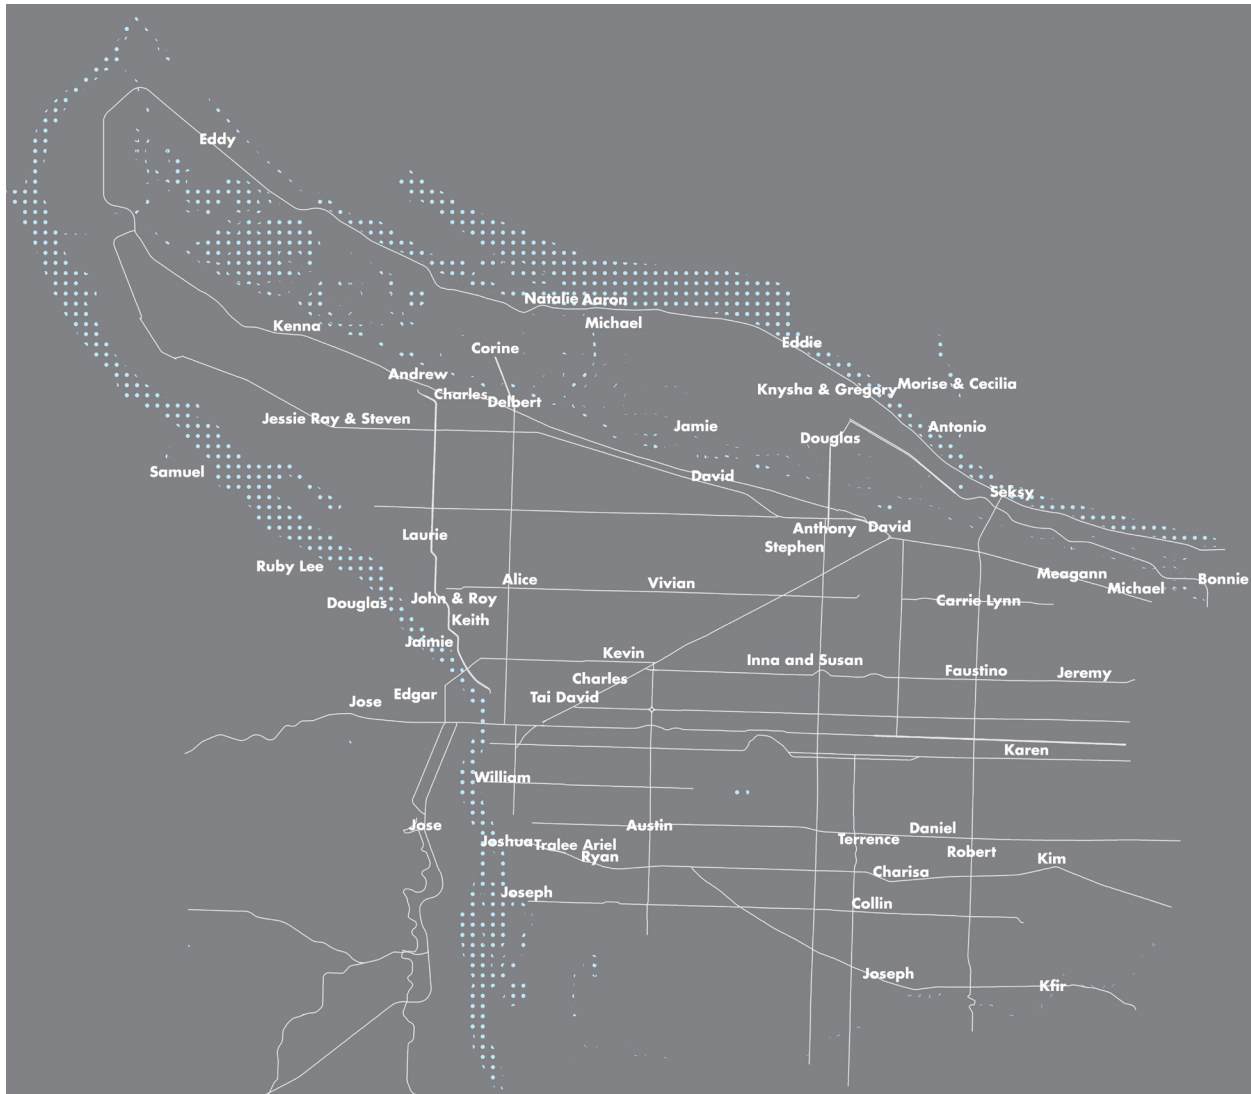 Eddy
Natalie Aaron
Michael
Kenna
Eddie
Corine
Andrew
Charles
Delbert
Knysha & Gregory
Morise & Cecilia
Jessie Ray & Steven
Jamie
Antonio
Douglas
Samuel
David
Seksy
Laurie
Anthony
David
Stephen
Ruby Lee
Alice
Vivian
Meagann
Michael
Bonnie
Douglas
John & Roy
Carrie Lynn
Keith
Jaimie
Kevin
Inna and Susan
Faustino
Jeremy
Charles
Edgar
Tai David
Jose
Karen
William
Jose
Austin
Daniel
Joshua
Tralee Ariel
Terrence
Ryan
Robert
Kim
Charisa
Joseph
Collin
Joseph
Kfir